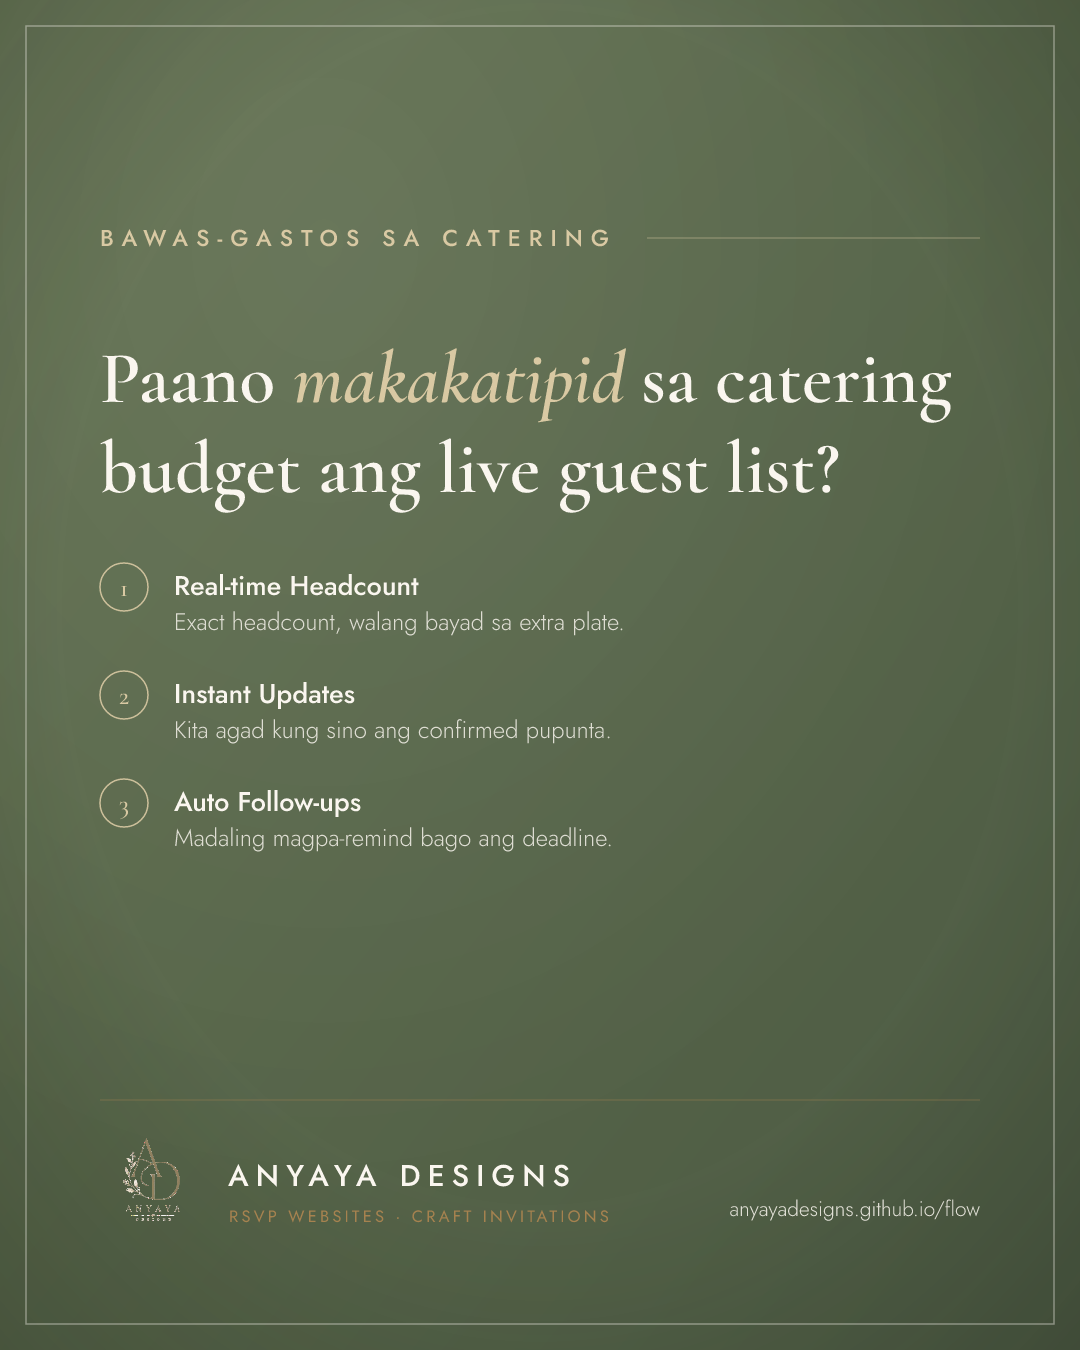 BAWAS-GASTOS SA CATERING
Paano makakatipid sa catering
budget ang live guest list?
1
Real-time Headcount
Exact headcount, walang bayad sa extra plate.
2
Instant Updates
Kita agad kung sino ang confirmed pupunta.
3
Auto Follow-ups
Madaling magpa-remind bago ang deadline.
AD
ANYAYA
ANYAYA DESIGNS
RSVP WEBSITES · CRAFT INVITATIONS
anyayadesigns.github.io/flow